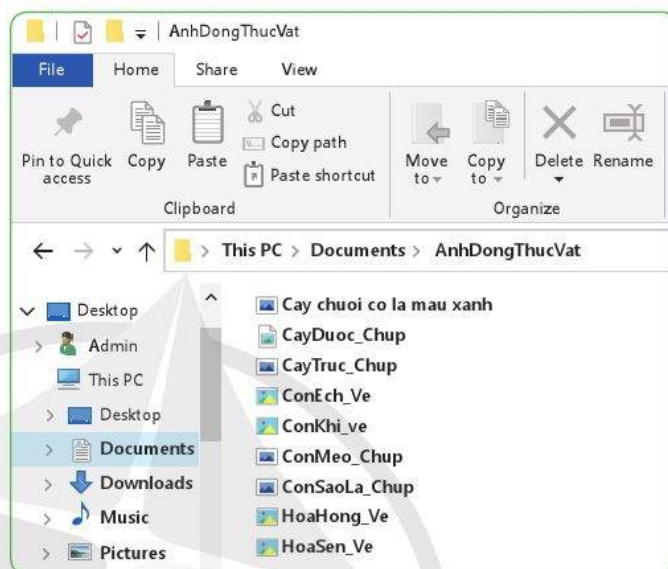 AnhDongThucVat
File Home Share View
Pin to Quick access
Copy
Paste
Cut
Copy path
Paste shortcut
Clipboard
Move to
Copy to
Delete
Rename
Organize
This PC > Documents > AnhDongThucVat
Desktop
Admin
This PC
Desktop
Documents
Downloads
Music
Pictures
Cay chuoi co la mau xanh
CayDuoc_Chup
CayTruc_Chup
ConEch_Ve
ConKhi_ve
ConMeo_Chup
ConSaoLa_Chup
HoaHong_Ve
HoaSen_Ve